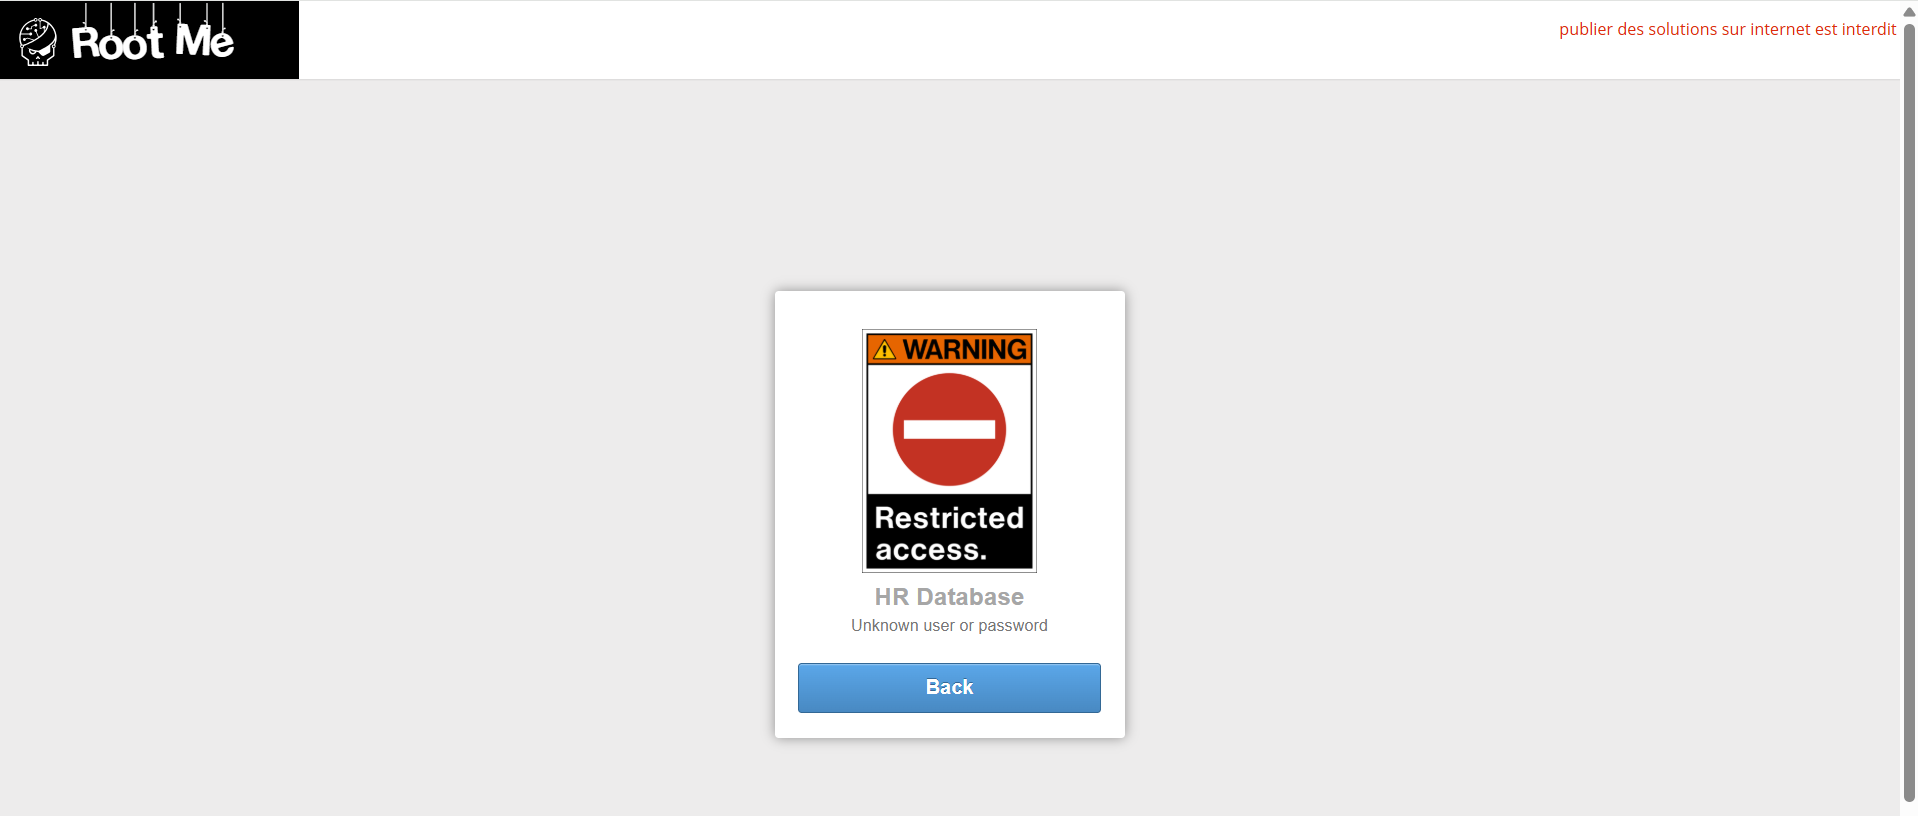 Root Me
publier des solutions sur internet est interdit
WARNING
Restricted
access.
HR Database
Unknown user or password
Back